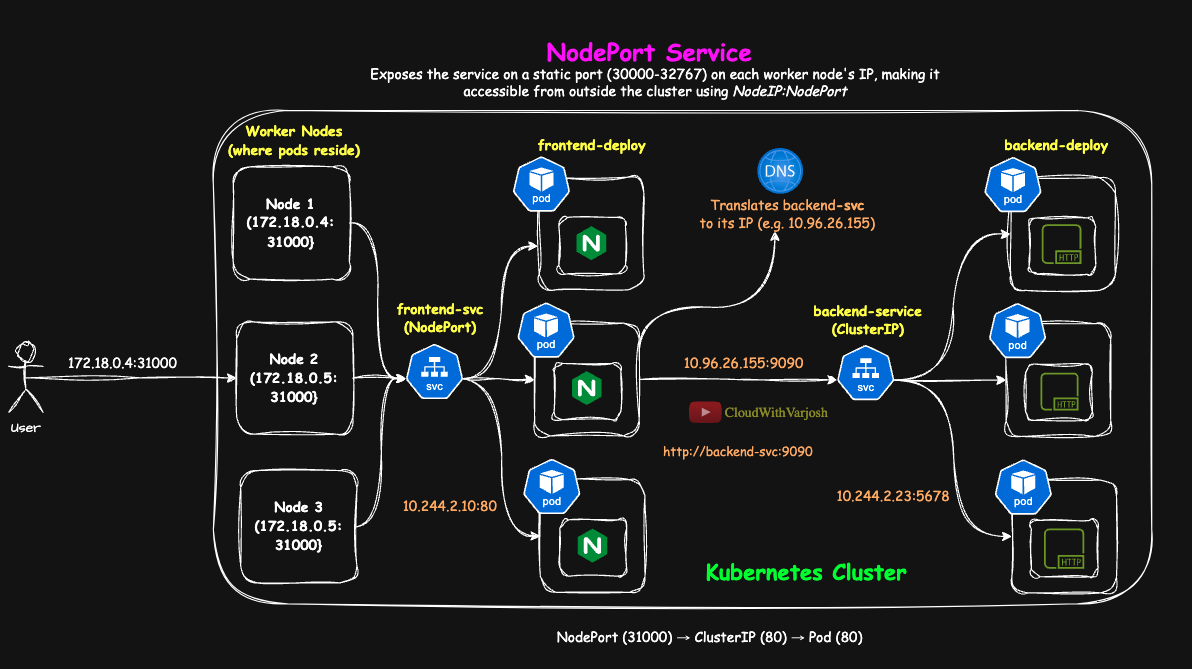 NodePort Service
Exposes the service on a static port (30000-32767) on each worker node's IP, making it
accessible from outside the cluster using NodeIP:NodePort
Worker Nodes
(where pods reside)
Node 1
(172.18.0.4:
31000}
Node 2
(172.18.0.5:
31000}
Node 3
(172.18.0.5:
31000}
User
172.18.0.4:31000
frontend-svc
(NodePort)
svc
10.244.2.10:80
frontend-deploy
pod
N
pod
N
pod
N
DNS
Translates backend-svc
to its IP (e.g. 10.96.26.155)
10.96.26.155:9090
CloudWithVarJosh
http://backend-svc:9090
backend-service
(ClusterIP)
svc
10.244.2.23:5678
backend-deploy
pod
HTTP
pod
HTTP
pod
HTTP
Kubernetes Cluster
NodePort (31000) → ClusterIP (80) → Pod (80)